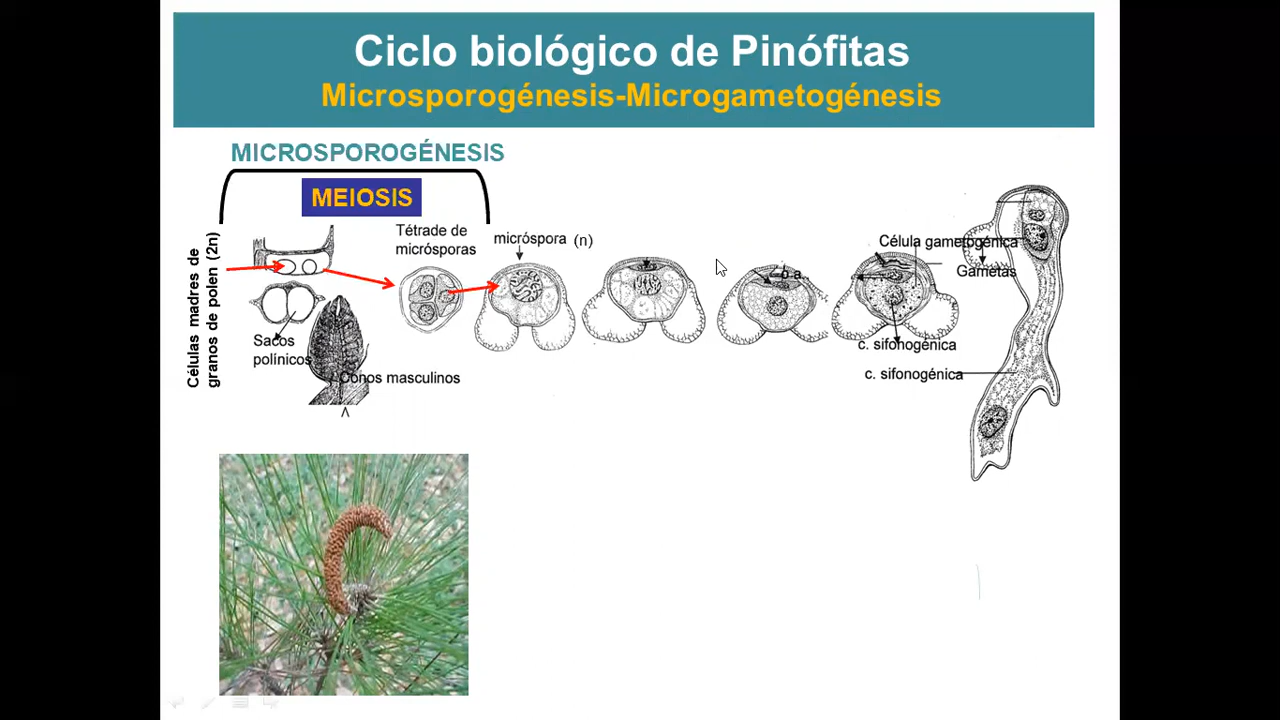 Ciclo biológico de Pinófitas
Microsporogénesis-Microgametogénesis
MICROSPOROGÉNESIS
MEIOSIS
Células madres de
granos de polen (2n)
Sacos
polínicos
Conos masculinos
Tétrade de
micrósporas
micróspora (n)
Célula gametogénica
Gametas
c. sifonogénica
c. sifonogénica